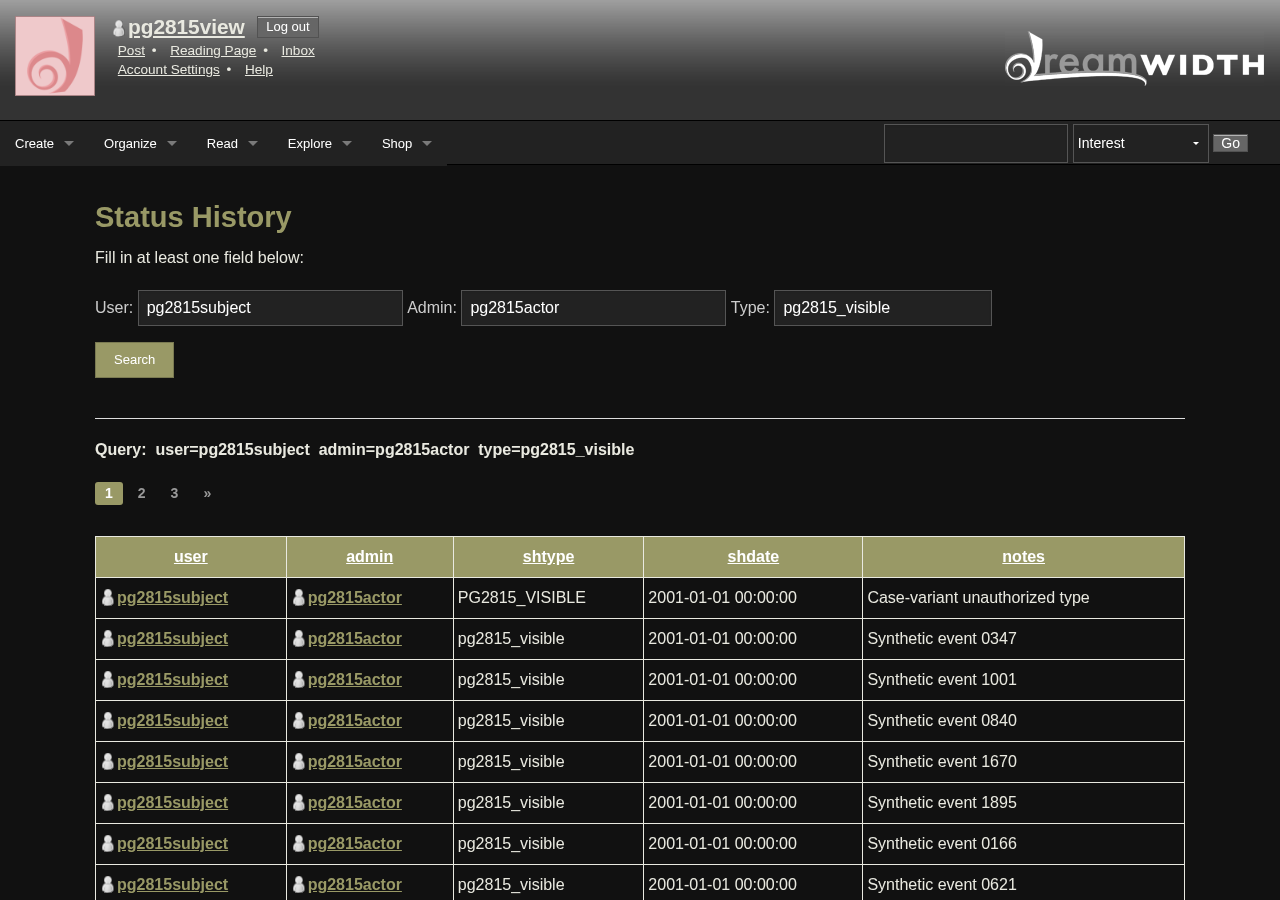 pg2815view Log out
Post • Reading Page • Inbox
Account Settings • Help
dreamWIDTH
Create Organize Read Explore Shop Interest Go
Status History
Fill in at least one field below:
User: pg2815subject Admin: pg2815actor Type: pg2815_visible
Search
Query: user=pg2815subject admin=pg2815actor type=pg2815_visible
1 2 3 »
user admin shtype shdate notes
pg2815subject pg2815actor PG2815_VISIBLE 2001-01-01 00:00:00 Case-variant unauthorized type
pg2815subject pg2815actor pg2815_visible 2001-01-01 00:00:00 Synthetic event 0347
pg2815subject pg2815actor pg2815_visible 2001-01-01 00:00:00 Synthetic event 1001
pg2815subject pg2815actor pg2815_visible 2001-01-01 00:00:00 Synthetic event 0840
pg2815subject pg2815actor pg2815_visible 2001-01-01 00:00:00 Synthetic event 1670
pg2815subject pg2815actor pg2815_visible 2001-01-01 00:00:00 Synthetic event 1895
pg2815subject pg2815actor pg2815_visible 2001-01-01 00:00:00 Synthetic event 0166
pg2815subject pg2815actor pg2815_visible 2001-01-01 00:00:00 Synthetic event 0621